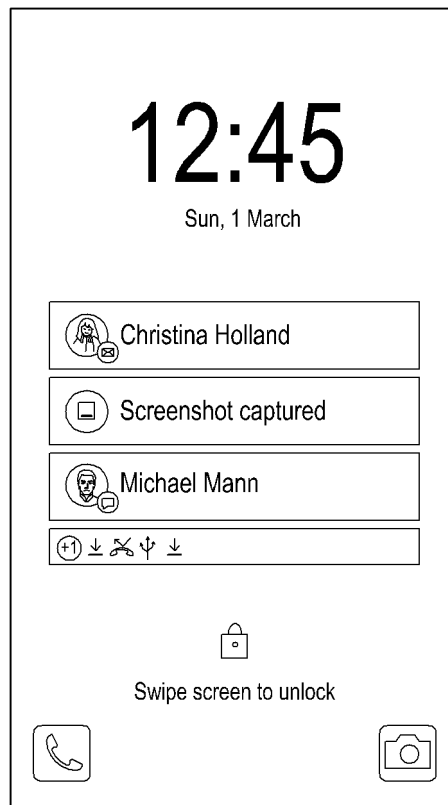 12:45
Sun, 1 March
Christina Holland
Screenshot captured
Michael Mann
+1
Swipe screen to unlock